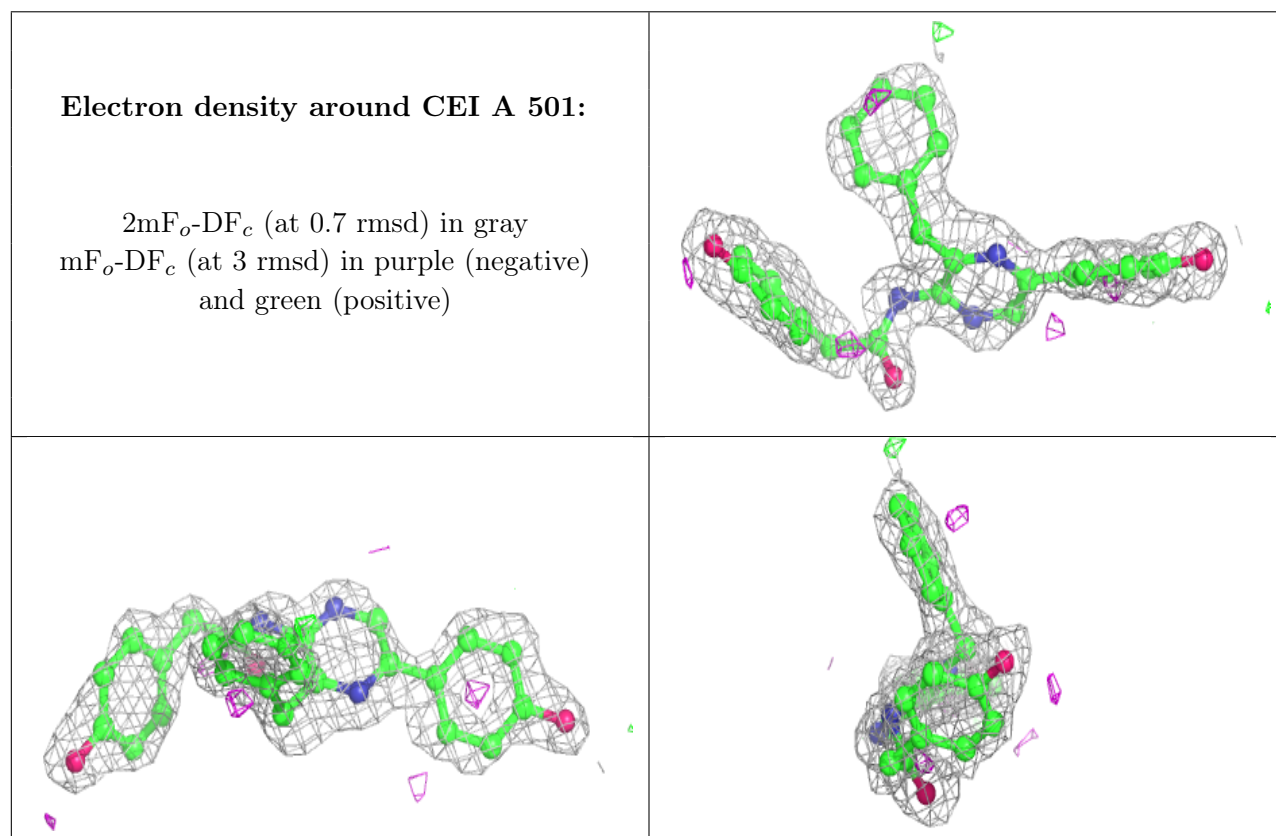 Electron density around CEI A 501:
2mFo-DFc (at 0.7 rmsd) in gray
mFo-DFc (at 3 rmsd) in purple (negative)
and green (positive)